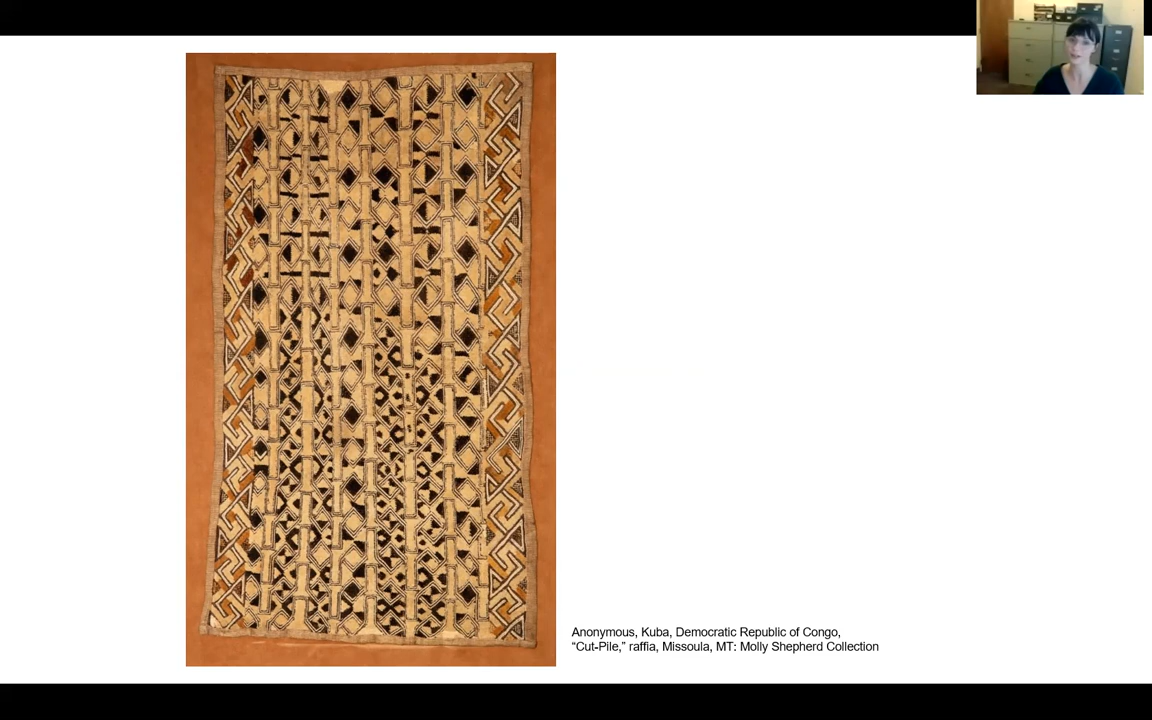 Anonymous, Kuba, Democratic Republic of Congo,
“Cut-Pile,” raffia, Missoula, MT: Molly Shepherd Collection